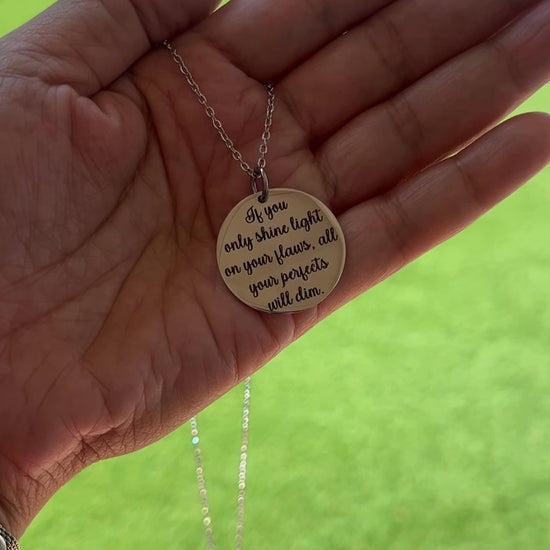 If you
only shine light
on your flaws, all
your perfects
will dim.